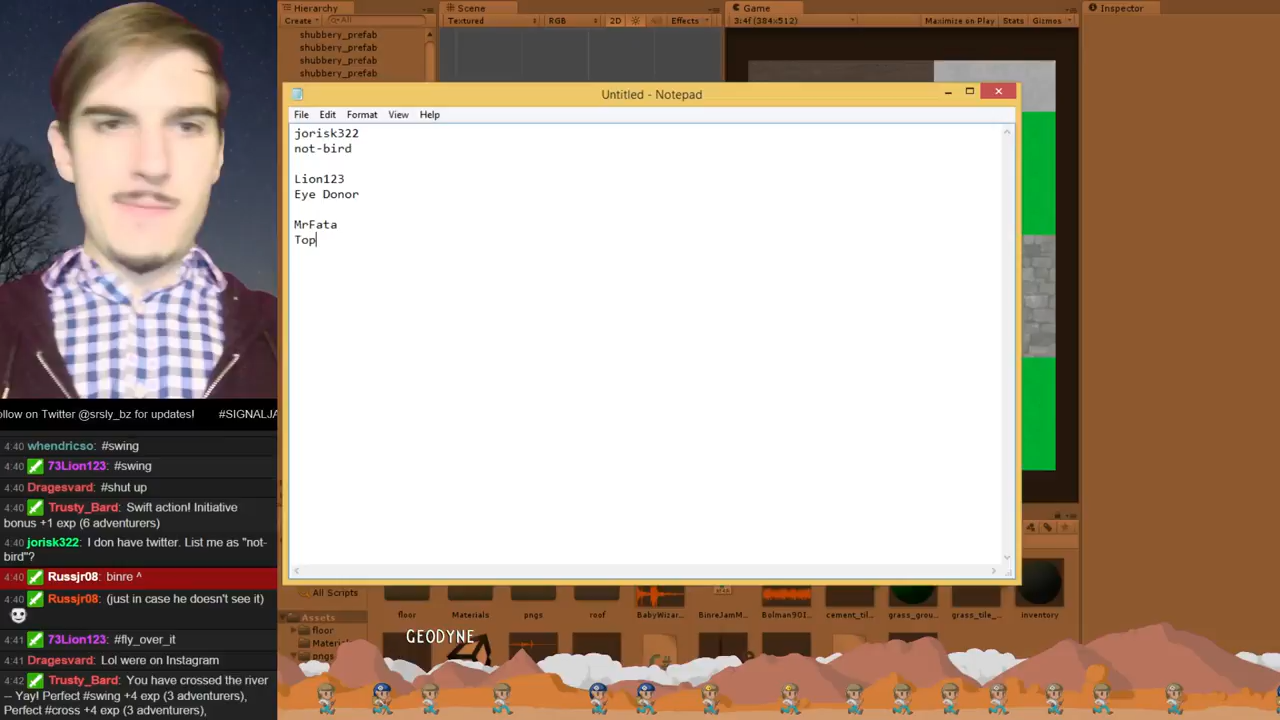 Hierarchy
Scene
Game
Inspector
Create
All
Textured
RGB
2D
Effects
3:4f (384x512)
Maximize on Play
Stats
Gizmos
shubbery_prefab
shubbery_prefab
shubbery_prefab
shubbery_prefab
Untitled - Notepad
File Edit Format View Help
jorisk322
not-bird
Lion123
Eye Donor
MrFata
Top
ollow on Twitter @srsly_bz for updates! #SIGNALJA
4:40 whendricso: #swing
4:40 73Lion123: #swing
4:40 Dragesvard: #shut up
4:40 Trusty_Bard: Swift action! Initiative
bonus +1 exp (6 adventurers)
4:40 jorisk322: I don have twitter. List me as "not-
bird"?
4:40 Russjr08: binre ^
4:40 Russjr08: (just in case he doesn't see it)
4:41 73Lion123: #fly_over_it
4:41 Dragesvard: Lol were on Instagram
4:42 Trusty_Bard: You have crossed the river
-- Yay! Perfect #swing +4 exp (3 adventurers),
Perfect #cross +4 exp (3 adventurers),
All Scripts
Assets
floor
Materi
pngs
floor
Materials
pngs
roof
BabyWizar...
BinreJamM...
Bolman90I...
cement_til...
grass_grou...
grass_tile_...
inventory
GEODYNE